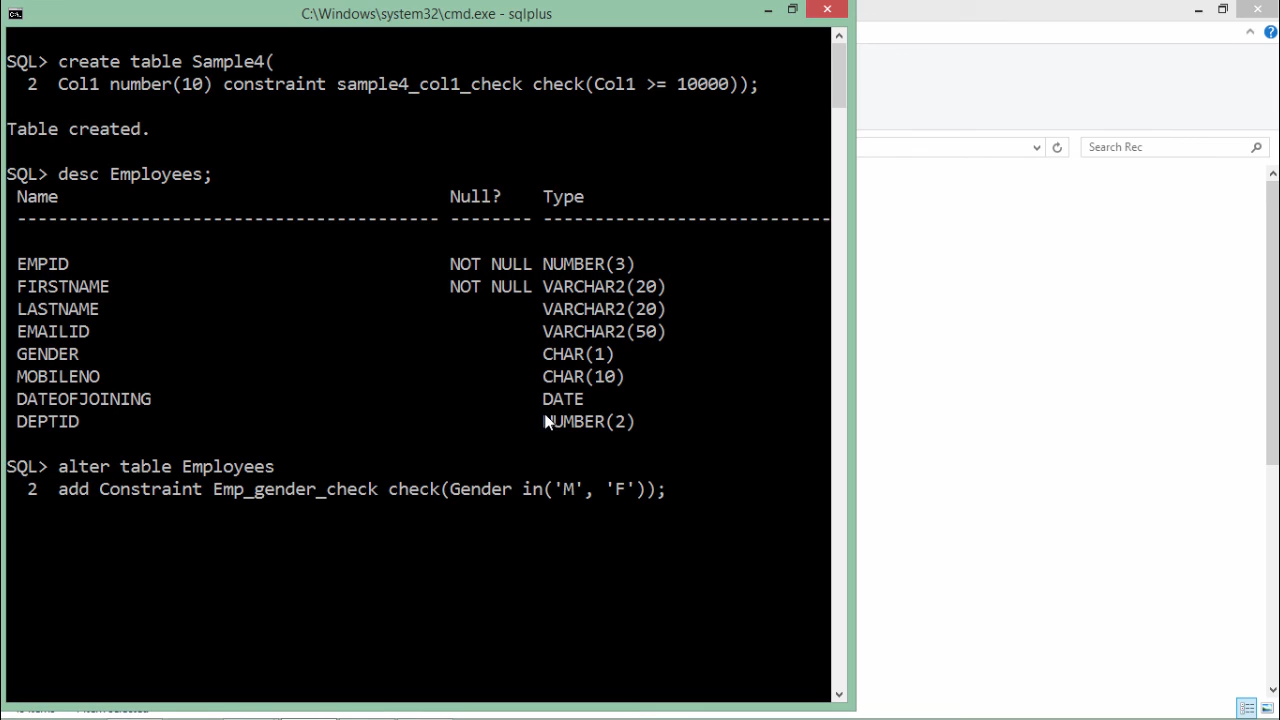 C:\Windows\system32\cmd.exe - sqlplus
SQL> create table Sample4(
2 Col1 number(10) constraint sample4_col1_check check(Col1 >= 10000));
Table created.
SQL> desc Employees;
Name Null? Type
---------------------------------------- -------- ----------------------------
EMPID NOT NULL NUMBER(3)
FIRSTNAME NOT NULL VARCHAR2(20)
LASTNAME VARCHAR2(20)
EMAILID VARCHAR2(50)
GENDER CHAR(1)
MOBILENO CHAR(10)
DATEOFJOINING DATE
DEPTID NUMBER(2)
SQL> alter table Employees
2 add Constraint Emp_gender_check check(Gender in('M', 'F'));
Search Rec